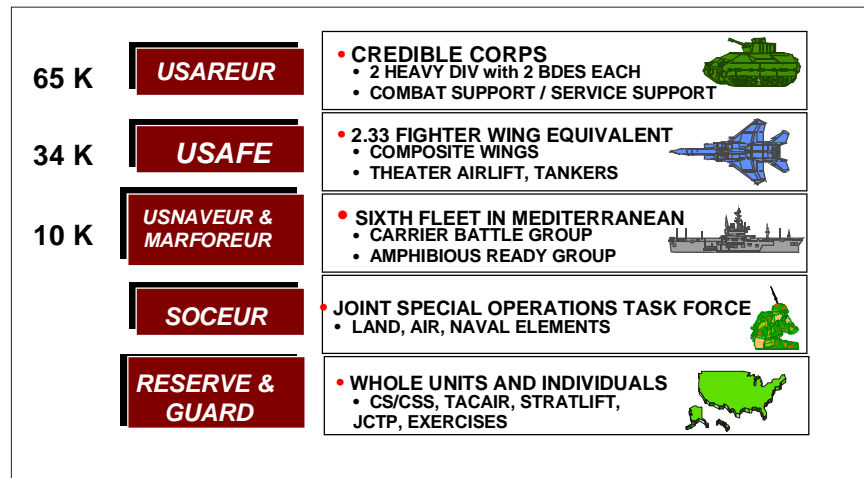 65 K
USAREUR
• CREDIBLE CORPS
• 2 HEAVY DIV with 2 BDES EACH
• COMBAT SUPPORT / SERVICE SUPPORT
34 K
USAFE
• 2.33 FIGHTER WING EQUIVALENT
• COMPOSITE WINGS
• THEATER AIRLIFT, TANKERS
10 K
USNAVEUR &
MARFOREUR
• SIXTH FLEET IN MEDITERRANEAN
• CARRIER BATTLE GROUP
• AMPHIBIOUS READY GROUP
SOCEUR
• JOINT SPECIAL OPERATIONS TASK FORCE
• LAND, AIR, NAVAL ELEMENTS
RESERVE &
GUARD
• WHOLE UNITS AND INDIVIDUALS
• CS/CSS, TACAIR, STRATLIFT,
JCTP, EXERCISES